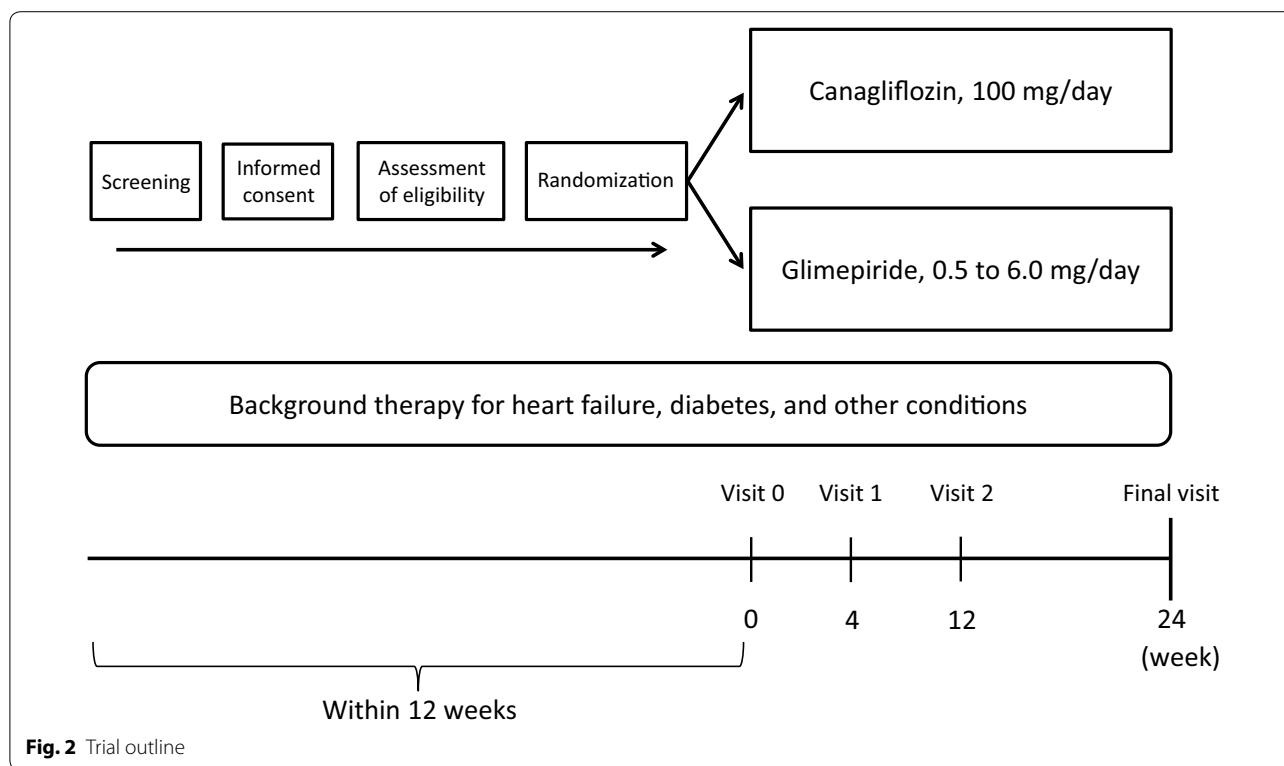 Canagliflozin, 100 mg/day
Screening
Informed
consent
Assessment
of eligibility
Randomization
Glimepiride, 0.5 to 6.0 mg/day
Background therapy for heart failure, diabetes, and other conditions
Visit 0 Visit 1 Visit 2 Final visit
0 4 12 24
(week)
Within 12 weeks
Fig. 2 Trial outline